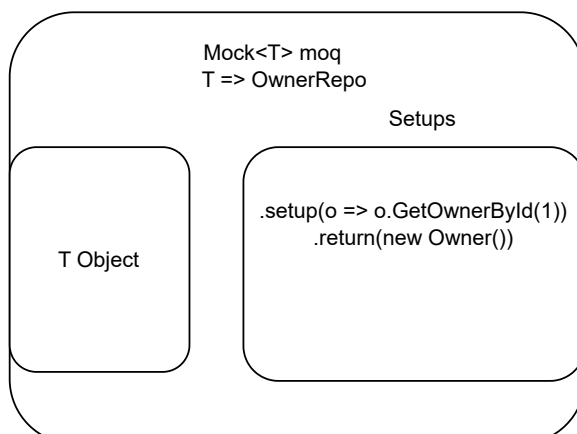 Mock<T> moq
T => OwnerRepo
Setups
T Object
.setup(o => o.GetOwnerById(1))
.return(new Owner())